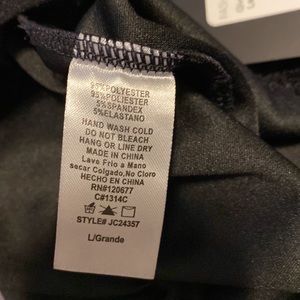 95%POLYESTER
95%POLIESTER
5%SPANDEX
5%ELASTANO
HAND WASH COLD
DO NOT BLEACH
HANG OR LINE DRY
MADE IN CHINA
Lave Frio a Mano
secar Colgado,No Cloro
HECHO EN CHINA
RN#120677
C#1314C
STYLE# JC24357
L/Grande